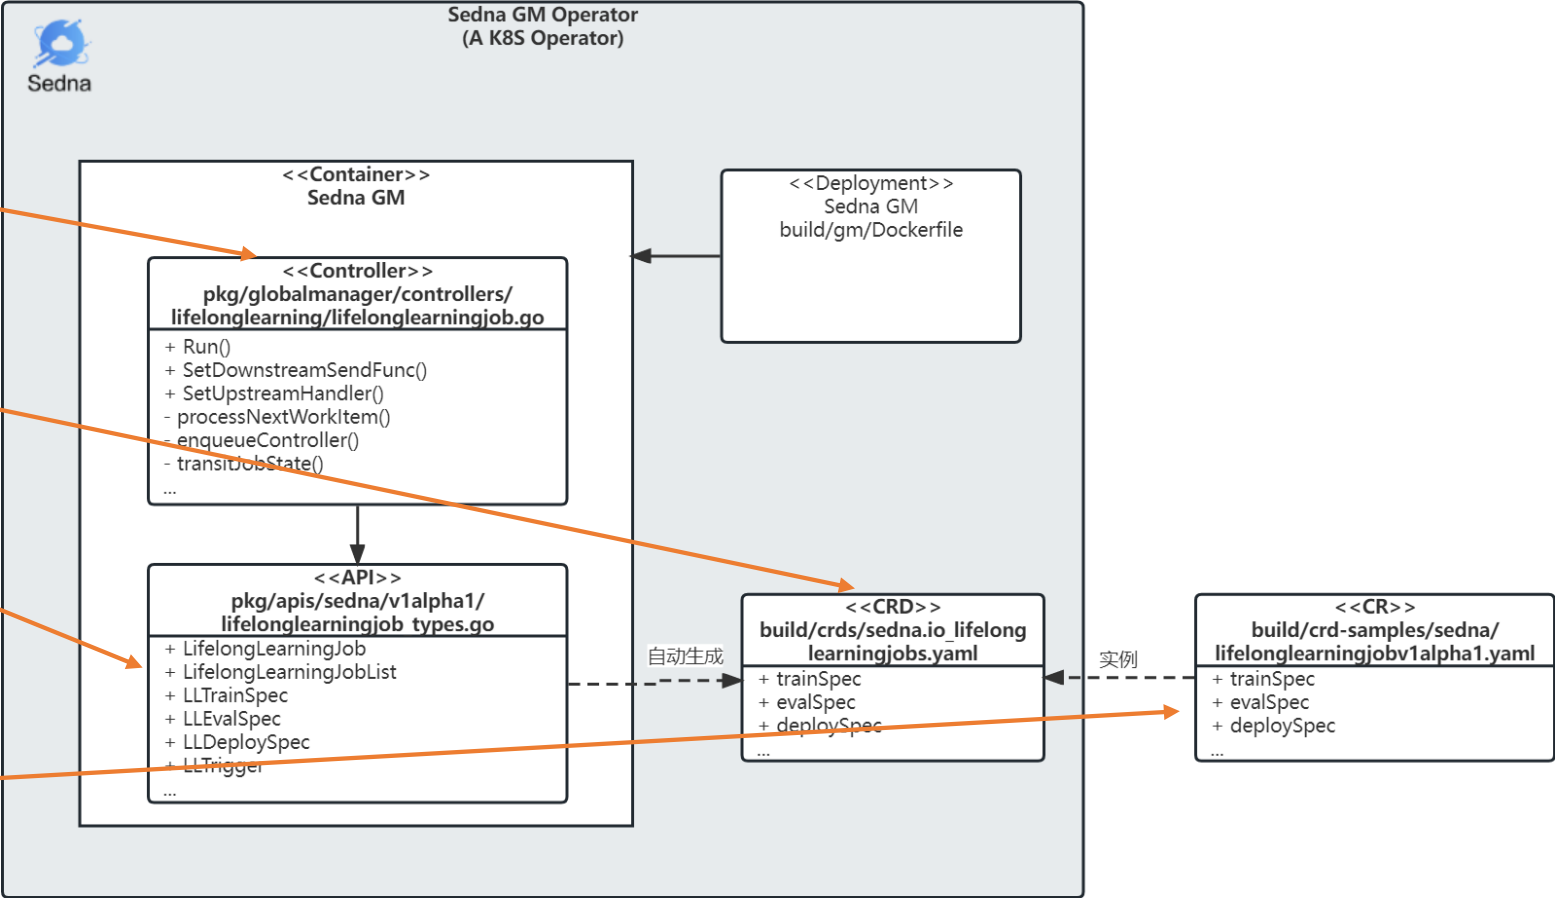 Sedna GM Operator
(A K8S Operator)
Sedna
<<Container>>
Sedna GM
<<Controller>>
pkg/globalmanager/controllers/
lifelonglearning/lifelonglearningjob.go
+ Run()
+ SetDownstreamSendFunc()
+ SetUpstreamHandler()
- processNextWorkItem()
- enqueueController()
- transitJobState()
...
<<Deployment>>
Sedna GM
build/gm/Dockerfile
<<API>>
pkg/apis/sedna/v1alpha1/
lifelonglearningjob_types.go
+ LifelongLearningJob
+ LifelongLearningJobList
+ LLTrainSpec
+ LLEvalSpec
+ LLDeploySpec
+ LLTrigger
...
自动生成
<<CRD>>
build/crds/sedna.io_lifelong
learningjobs.yaml
+ trainSpec
+ evalSpec
+ deploySpec
...
实例
<<CR>>
build/crd-samples/sedna/
lifelonglearningjobv1alpha1.yaml
+ trainSpec
+ evalSpec
+ deploySpec
...